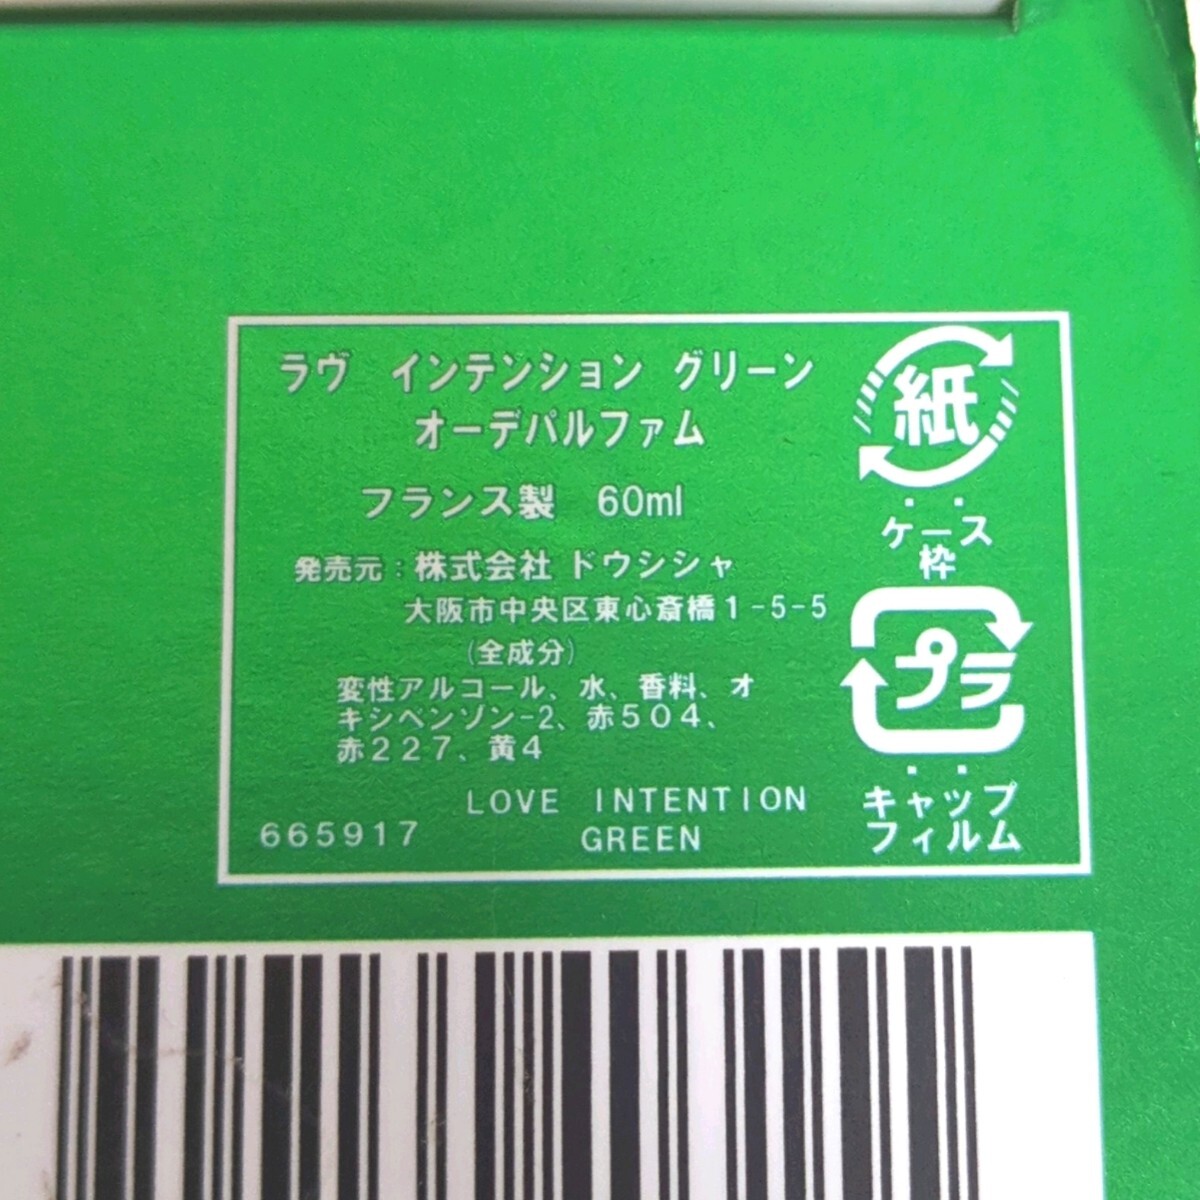 ラヴ インテンション グリーン
オーデパルファム
フランス製 60ml
発売元:株式会社 ドウシシャ
大阪市中央区東心斎橋1-5-5
(全成分)
変性アルコール、水、香料、オ
キシベンゾン-2、赤504、
赤227、黄4
LOVE INTENTION
GREEN
665917
紙
ケース
枠
プラ
キャップ
フィルム